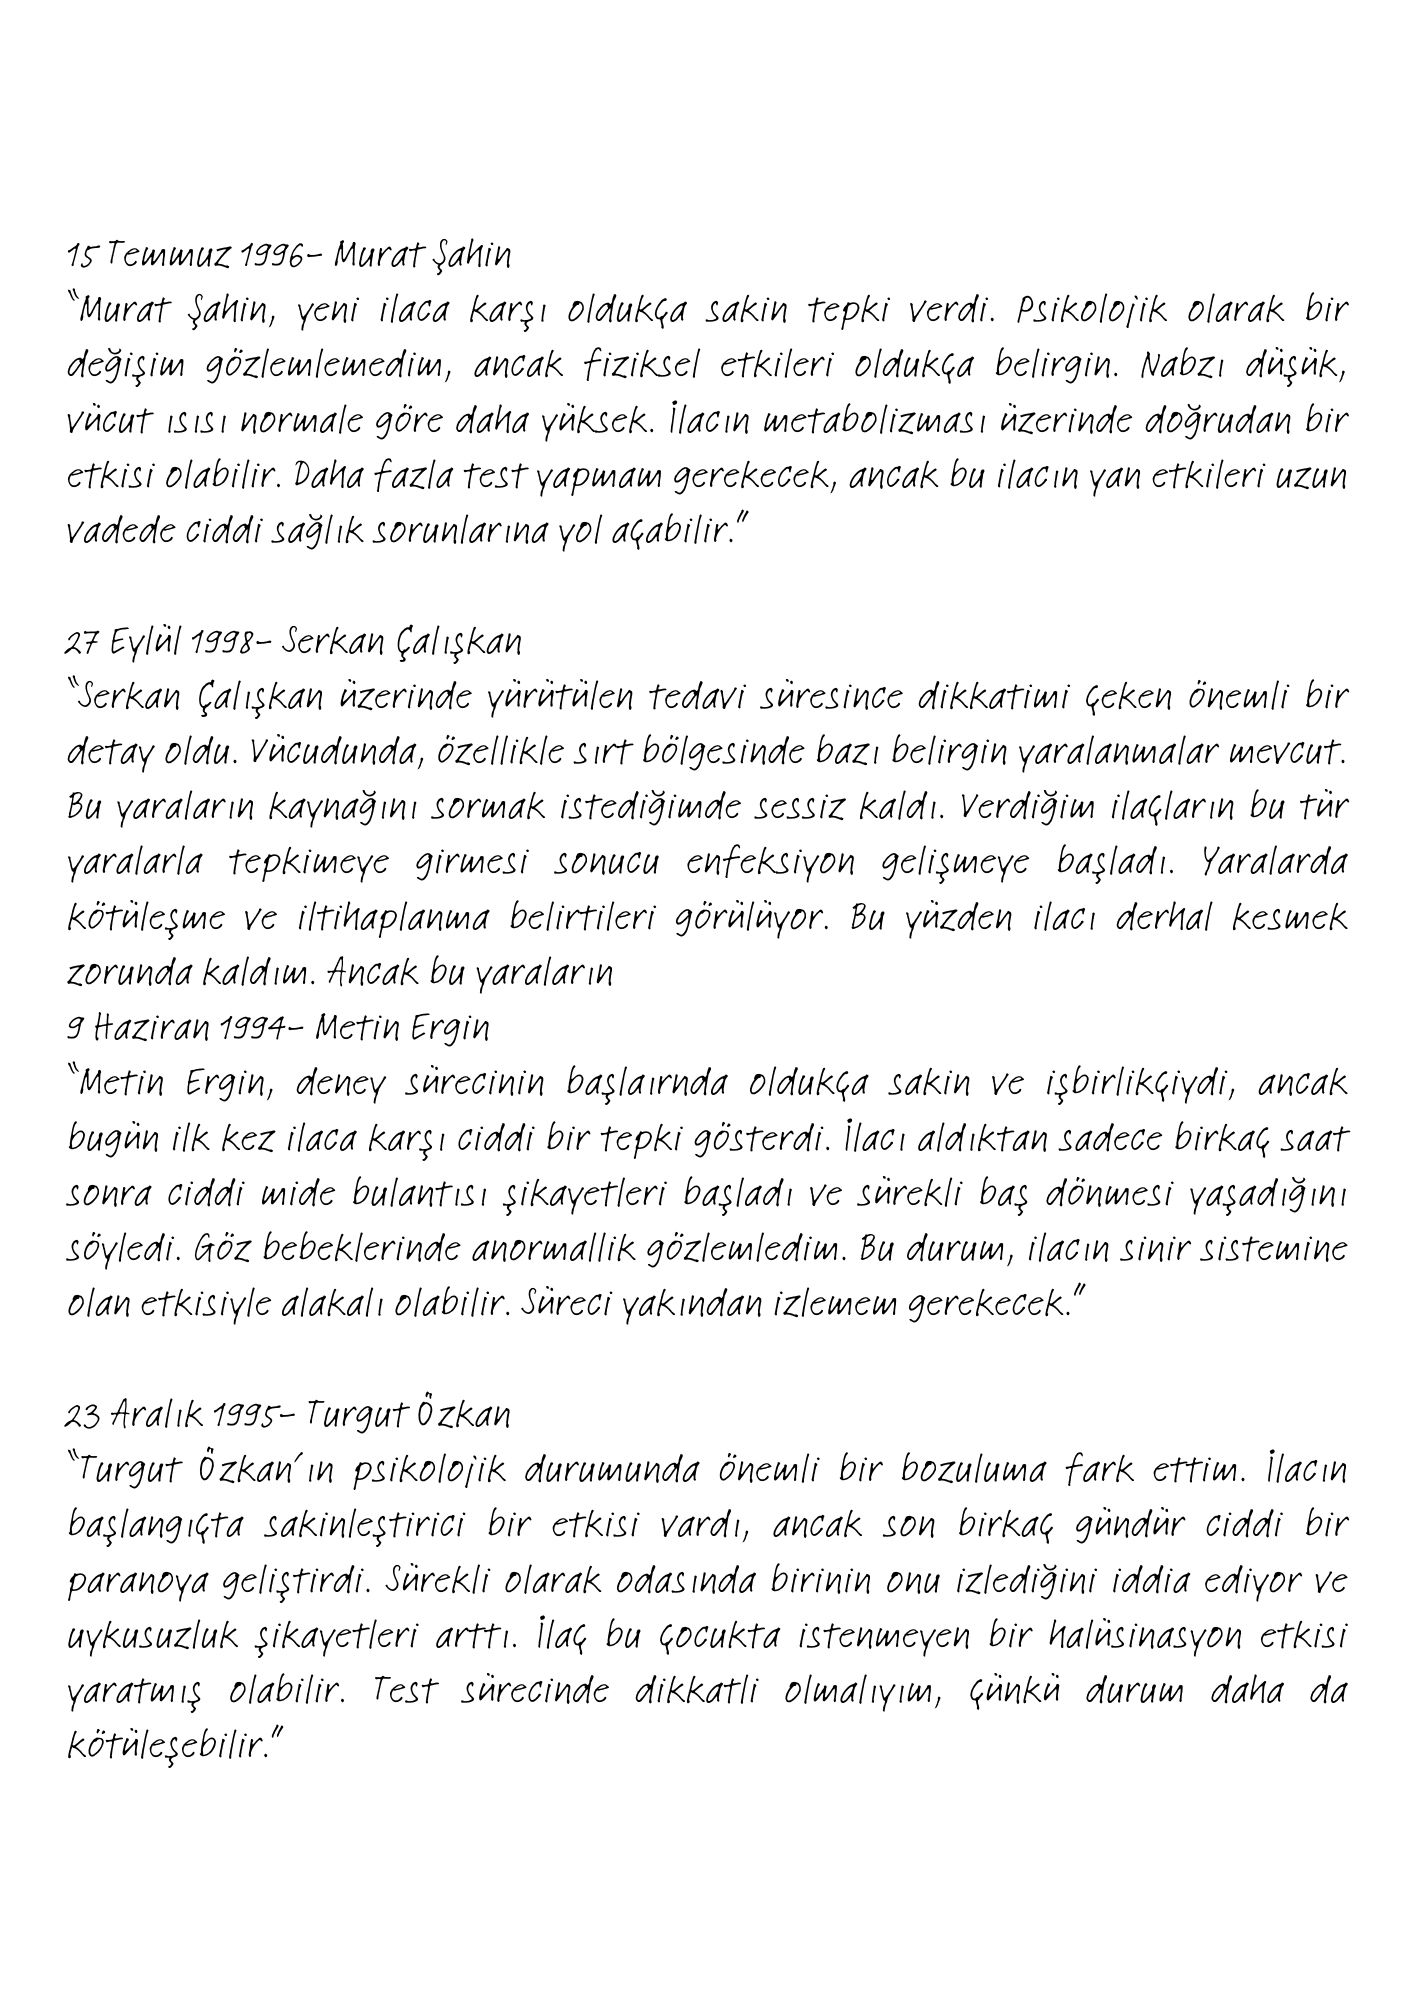 15 Temmuz 1996- Murat Şahin
"Murat Şahin, yeni ilaca karşı oldukça sakin tepki verdi. Psikolojik olarak bir
değişim gözlemlemedim, ancak fiziksel etkileri oldukça belirgin. Nabzı düşük,
vücut ısısı normale göre daha yüksek. İlacın metabolizması üzerinde doğrudan bir
etkisi olabilir. Daha fazla test yapmam gerekecek, ancak bu ilacın yan etkileri uzun
vadede ciddi sağlık sorunlarına yol açabilir."
27 Eylül 1998- Serkan Çalışkan
"Serkan Çalışkan üzerinde yürütülen tedavi süresince dikkatimi çeken önemli bir
detay oldu. Vücudunda, özellikle sırt bölgesinde bazı belirgin yaralanmalar mevcut.
Bu yaraların kaynağını sormak istediğimde sessiz kaldı. Verdiğim ilaçların bu tür
yaralarla tepkimeye girmesi sonucu enfeksiyon gelişmeye başladı. Yaralarda
kötüleşme ve iltihaplanma belirtileri görülüyor. Bu yüzden ilacı derhal kesmek
zorunda kaldım. Ancak bu yaraların
9 Haziran 1994- Metin Ergin
"Metin Ergin, deney sürecinin başlaırnda oldukça sakin ve işbirlikçiydi, ancak
bugün ilk kez ilaca karşı ciddi bir tepki gösterdi. İlacı aldıktan sadece birkaç saat
sonra ciddi mide bulantısı şikayetleri başladı ve sürekli baş dönmesi yaşadığını
söyledi. Göz bebeklerinde anormallik gözlemledim. Bu durum, ilacın sinir sistemine
olan etkisiyle alakalı olabilir. Süreci yakından izlemem gerekecek."
23 Aralık 1995- Turgut Özkan
"Turgut Özkan'ın psikolojik durumunda önemli bir bozuluma fark ettim. İlacın
başlangıçta sakinleştirici bir etkisi vardı, ancak son birkaç gündür ciddi bir
paranoya geliştirdi. Sürekli olarak odasında birinin onu izlediğini iddia ediyor ve
uykusuzluk şikayetleri arttı. İlaç bu çocukta istenmeyen bir halüsinasyon etkisi
yaratmış olabilir. Test sürecinde dikkatli olmalıyım, çünkü durum daha da
kötüleşebilir."